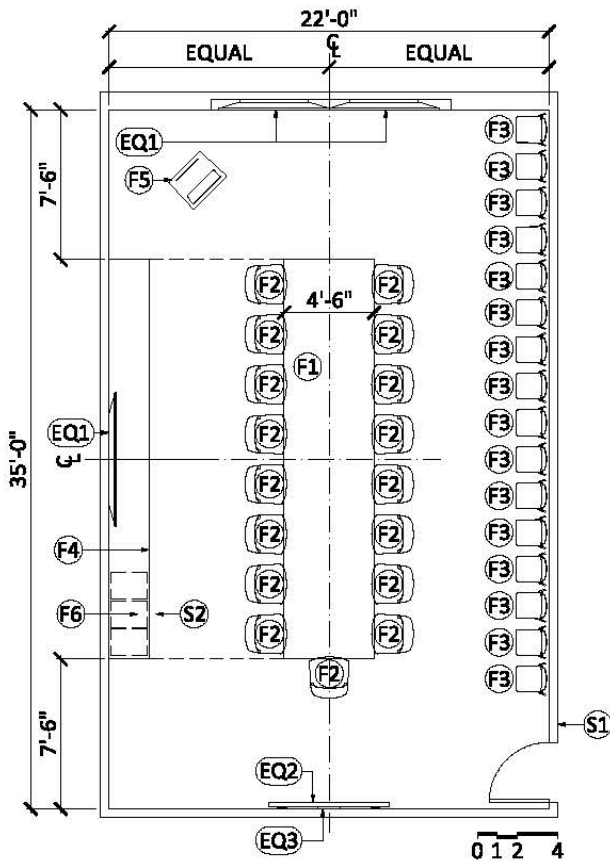 22'-0"
CL
EQUAL EQUAL
EQ1
F3
F5
F3
7'-6"
F3
F3
F2 F2 F3
4'-6"
F3
F2 F2
F3
F1
F2 F2 F3
F3
EQ1 F2 F2
CL
F3
35'-0"
F2 F2 F3
F3
F4 F2 F2
F3
F2 F2 F3
F6 S2 F2 F2 F3
F2
F3
7'-6"
S1
EQ2
EQ3
0 1 2 4